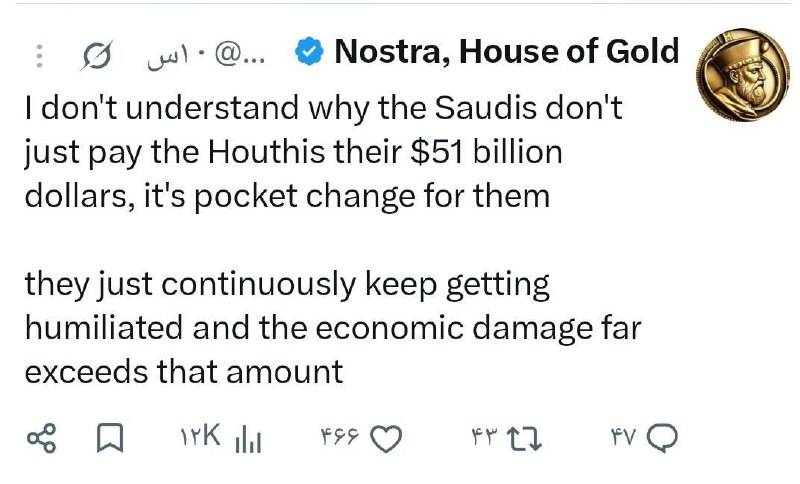 Nostra, House of Gold @... · ۱س
I don't understand why the Saudis don't
just pay the Houthis their $51 billion
dollars, it's pocket change for them
they just continuously keep getting
humiliated and the economic damage far
exceeds that amount
۴۷ ۴۳ ۴۶۶ ۱۲K